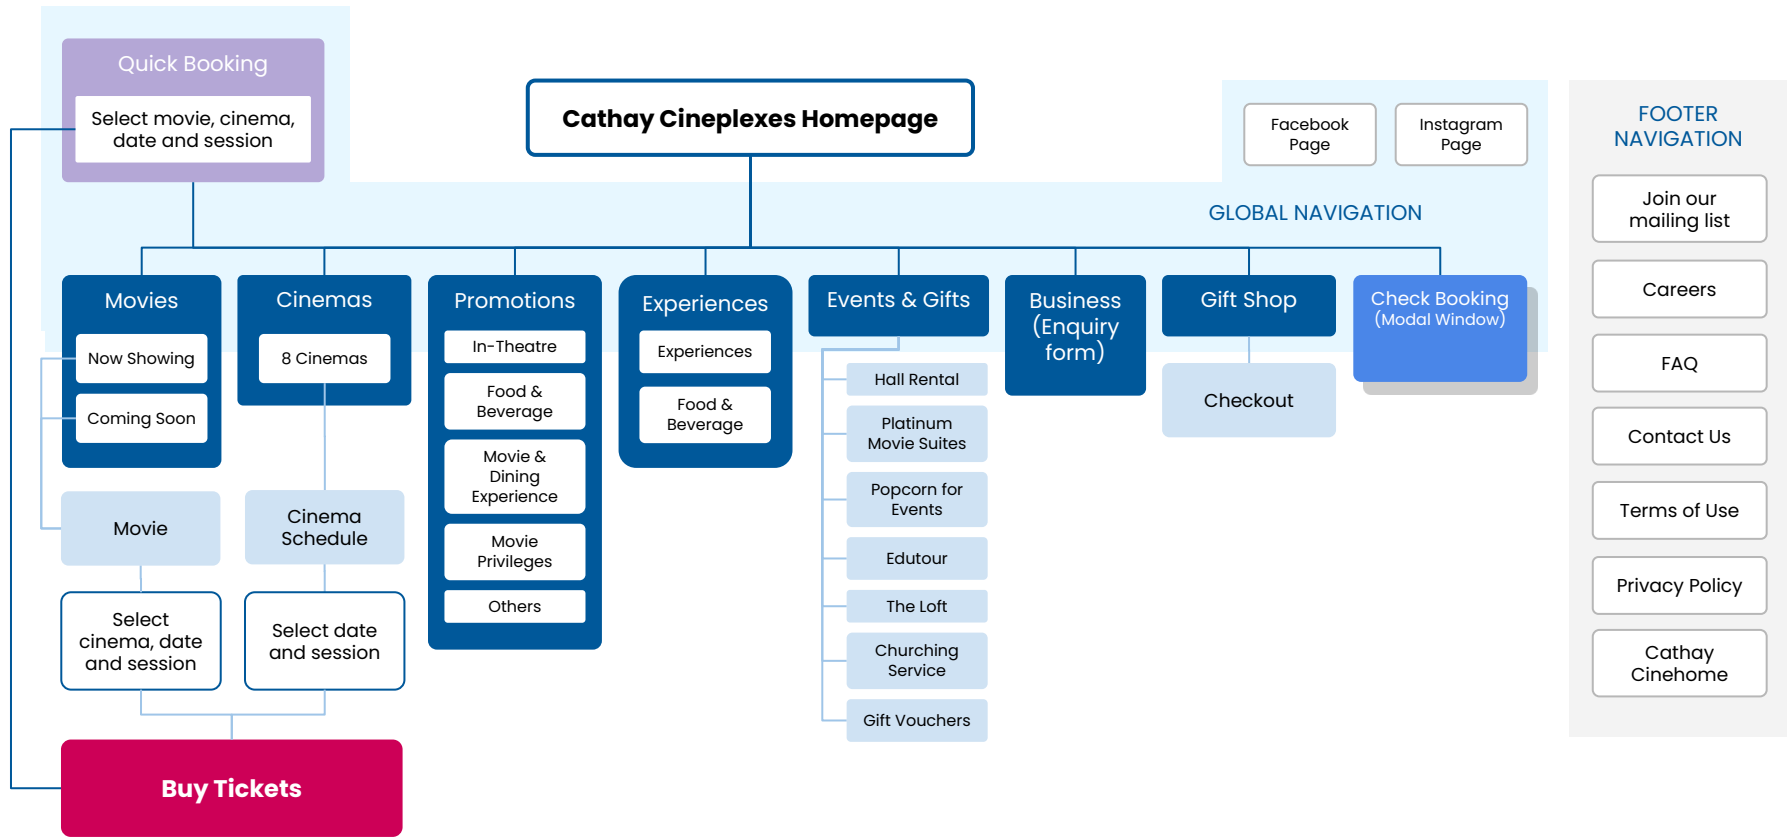 Quick Booking
Select movie, cinema,
date and session
Cathay Cineplexes Homepage
Facebook
Page
Instagram
Page
GLOBAL NAVIGATION
Movies
Now Showing
Coming Soon
Movie
Select
cinema, date
and session
Cinemas
8 Cinemas
Cinema
Schedule
Select date
and session
Buy Tickets
Promotions
In-Theatre
Food &
Beverage
Movie &
Dining
Experience
Movie
Privileges
Others
Experiences
Experiences
Food &
Beverage
Events & Gifts
Hall Rental
Platinum
Movie Suites
Popcorn for
Events
Edutour
The Loft
Churching
Service
Gift Vouchers
Business
(Enquiry
form)
Gift Shop
Checkout
Check Booking
(Modal Window)
FOOTER
NAVIGATION
Join our
mailing list
Careers
FAQ
Contact Us
Terms of Use
Privacy Policy
Cathay
Cinehome